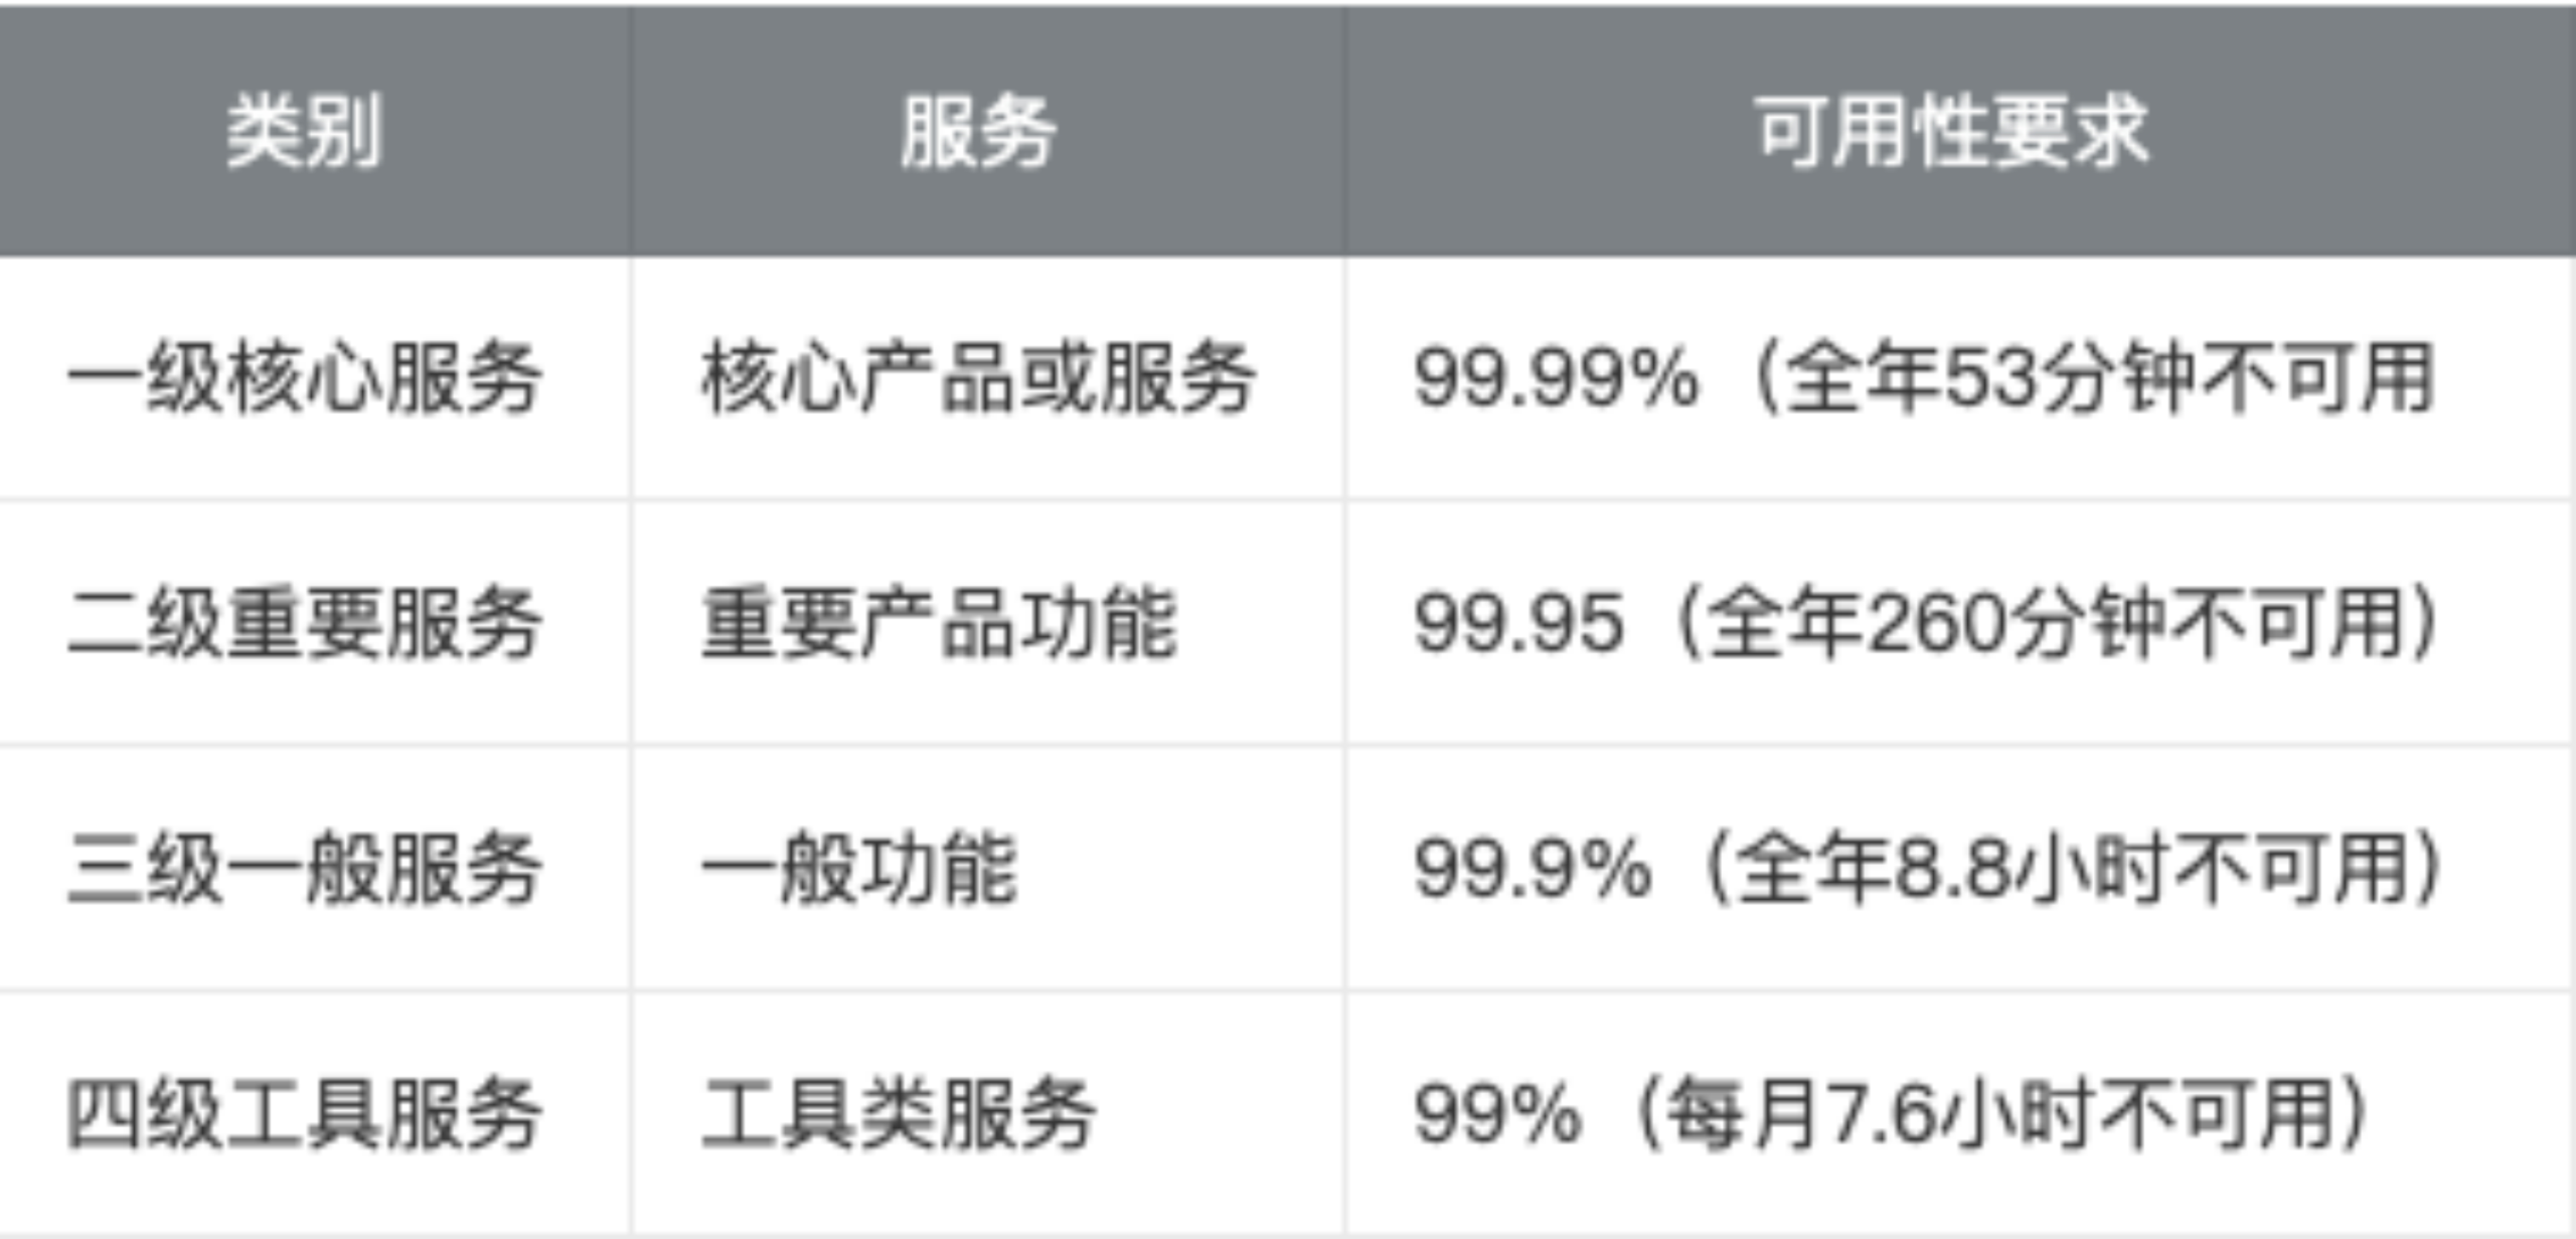 类别 服务 可用性要求
一级核心服务 核心产品或服务 99.99%（全年53分钟不可用
二级重要服务 重要产品功能 99.95（全年260分钟不可用）
三级一般服务 一般功能 99.9%（全年8.8小时不可用）
四级工具服务 工具类服务 99%（每月7.6小时不可用）